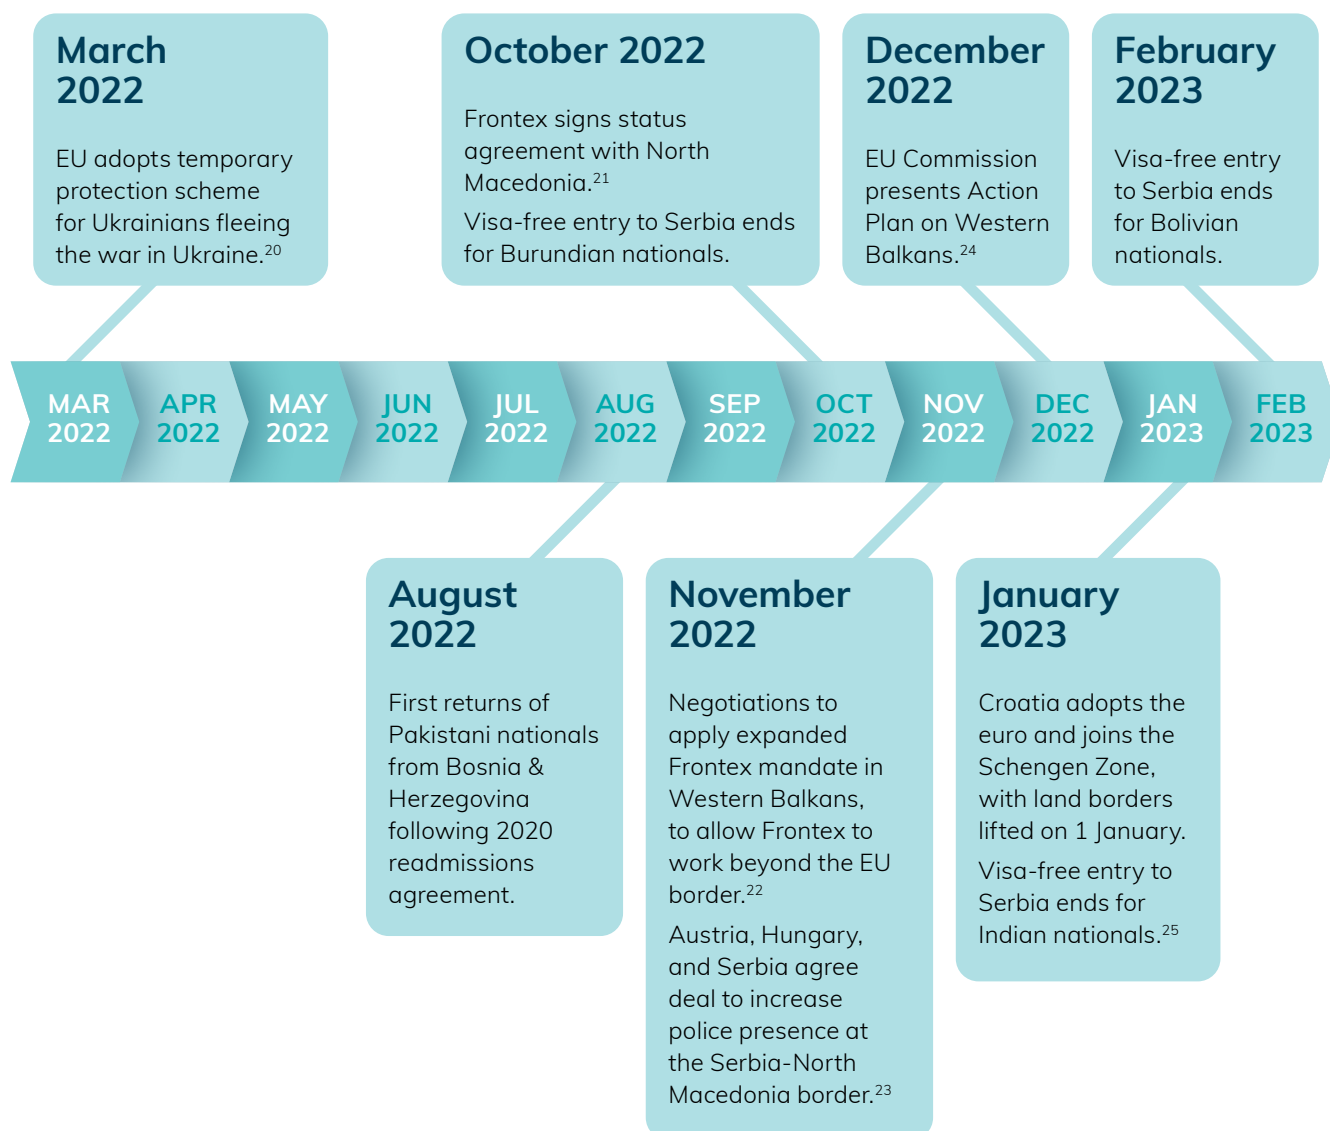 March
2022
EU adopts temporary
protection scheme
for Ukrainians fleeing
the war in Ukraine.20
October 2022
Frontex signs status
agreement with North
Macedonia.21
Visa-free entry to Serbia ends
for Burundian nationals.
December
2022
EU Commission
presents Action
Plan on Western
Balkans.24
February
2023
Visa-free entry
to Serbia ends
for Bolivian
nationals.
MAR
2022
APR
2022
MAY
2022
JUN
2022
JUL
2022
AUG
2022
SEP
2022
OCT
2022
NOV
2022
DEC
2022
JAN
2023
FEB
2023
August
2022
First returns of
Pakistani nationals
from Bosnia &
Herzegovina
following 2020
readmissions
agreement.
November
2022
Negotiations to
apply expanded
Frontex mandate in
Western Balkans,
to allow Frontex to
work beyond the EU
border.22
Austria, Hungary,
and Serbia agree
deal to increase
police presence at
the Serbia-North
Macedonia border.23
January
2023
Croatia adopts the
euro and joins the
Schengen Zone,
with land borders
lifted on 1 January.
Visa-free entry to
Serbia ends for
Indian nationals.25